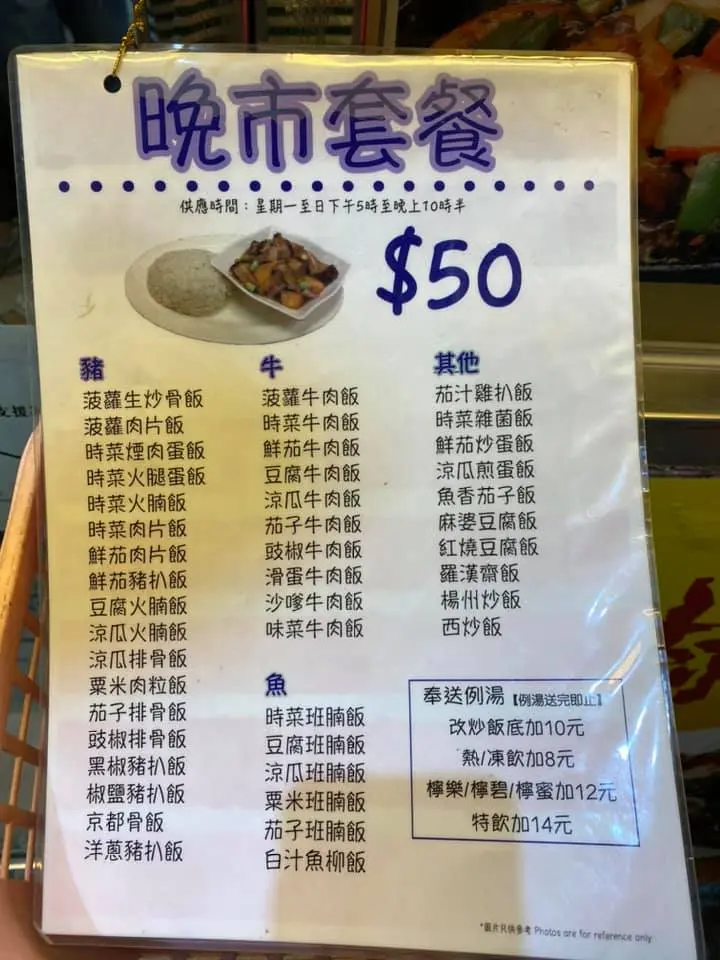 晚市套餐
供應時間：星期一至日下午5時至晚上10時半
$50
豬
菠蘿生炒骨飯
菠蘿肉片飯
時菜煙肉蛋飯
時菜火腿蛋飯
時菜火腩飯
時菜肉片飯
鮮茄肉片飯
鮮茄豬扒飯
豆腐火腩飯
涼瓜火腩飯
涼瓜排骨飯
粟米肉粒飯
茄子排骨飯
豉椒排骨飯
黑椒豬扒飯
椒鹽豬扒飯
京都骨飯
洋蔥豬扒飯
牛
菠蘿牛肉飯
時菜牛肉飯
鮮茄牛肉飯
豆腐牛肉飯
涼瓜牛肉飯
茄子牛肉飯
豉椒牛肉飯
滑蛋牛肉飯
沙嗲牛肉飯
味菜牛肉飯
魚
時菜班腩飯
豆腐班腩飯
涼瓜班腩飯
粟米班腩飯
茄子班腩飯
白汁魚柳飯
其他
茄汁雞扒飯
時菜雜菌飯
鮮茄炒蛋飯
涼瓜煎蛋飯
魚香茄子飯
麻婆豆腐飯
紅燒豆腐飯
羅漢齋飯
楊州炒飯
西炒飯
奉送例湯【例湯送完即止】
改炒飯底加10元
熱/凍飲加8元
檸樂/檸碧/檸蜜加12元
特飲加14元
*圖片只供參考 Photos are for reference only